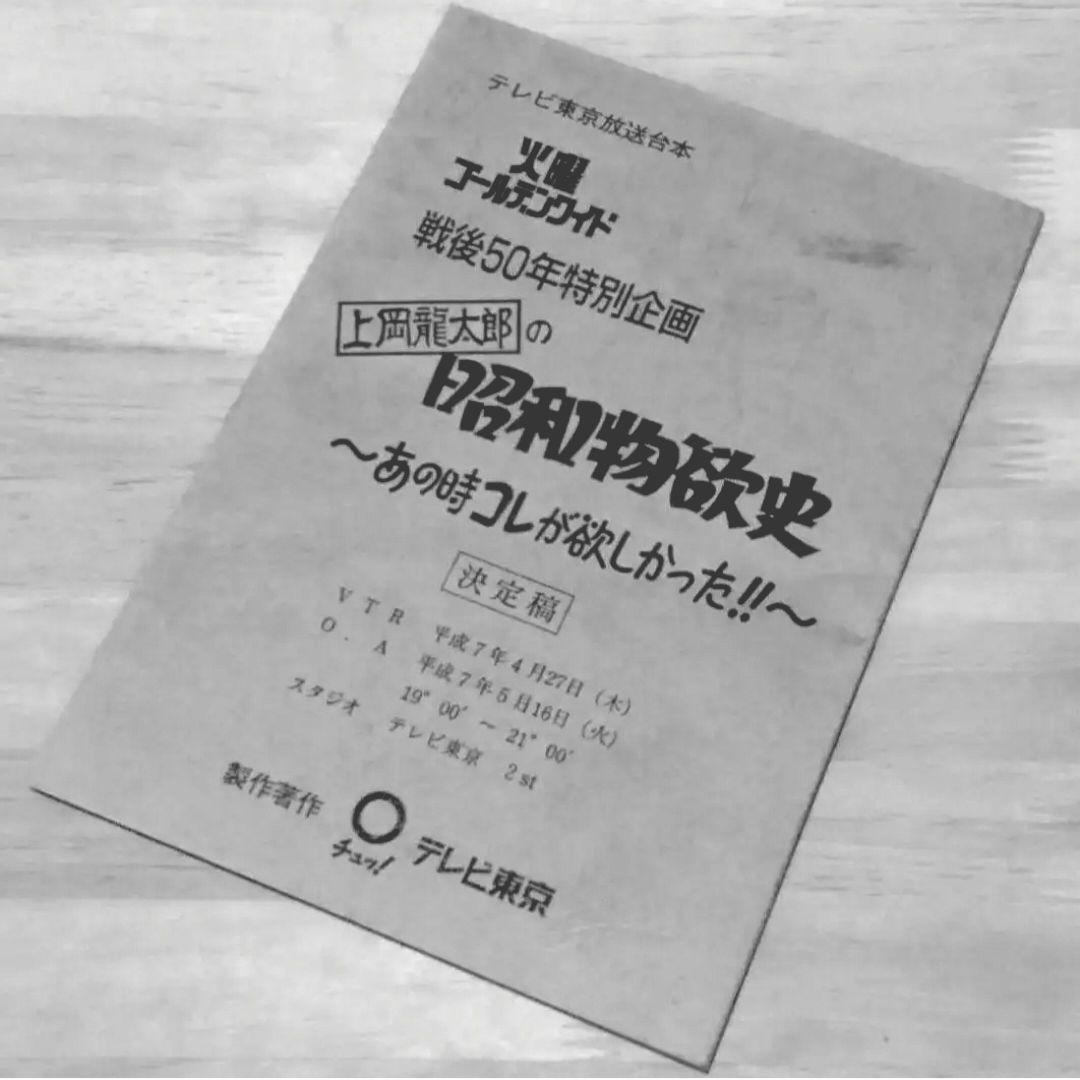 テレビ東京放送台本
火曜
ゴールデンワイド
戦後50年特別企画
上岡龍太郎の
昭和物欲史
〜あの時コレが欲しかった!!〜
決定稿
VTR 平成7年4月27日(木)
O.A 平成7年5月16日(火)
19°00′〜21°00′
スタジオ テレビ東京 2st
製作著作
チュッ!
テレビ東京